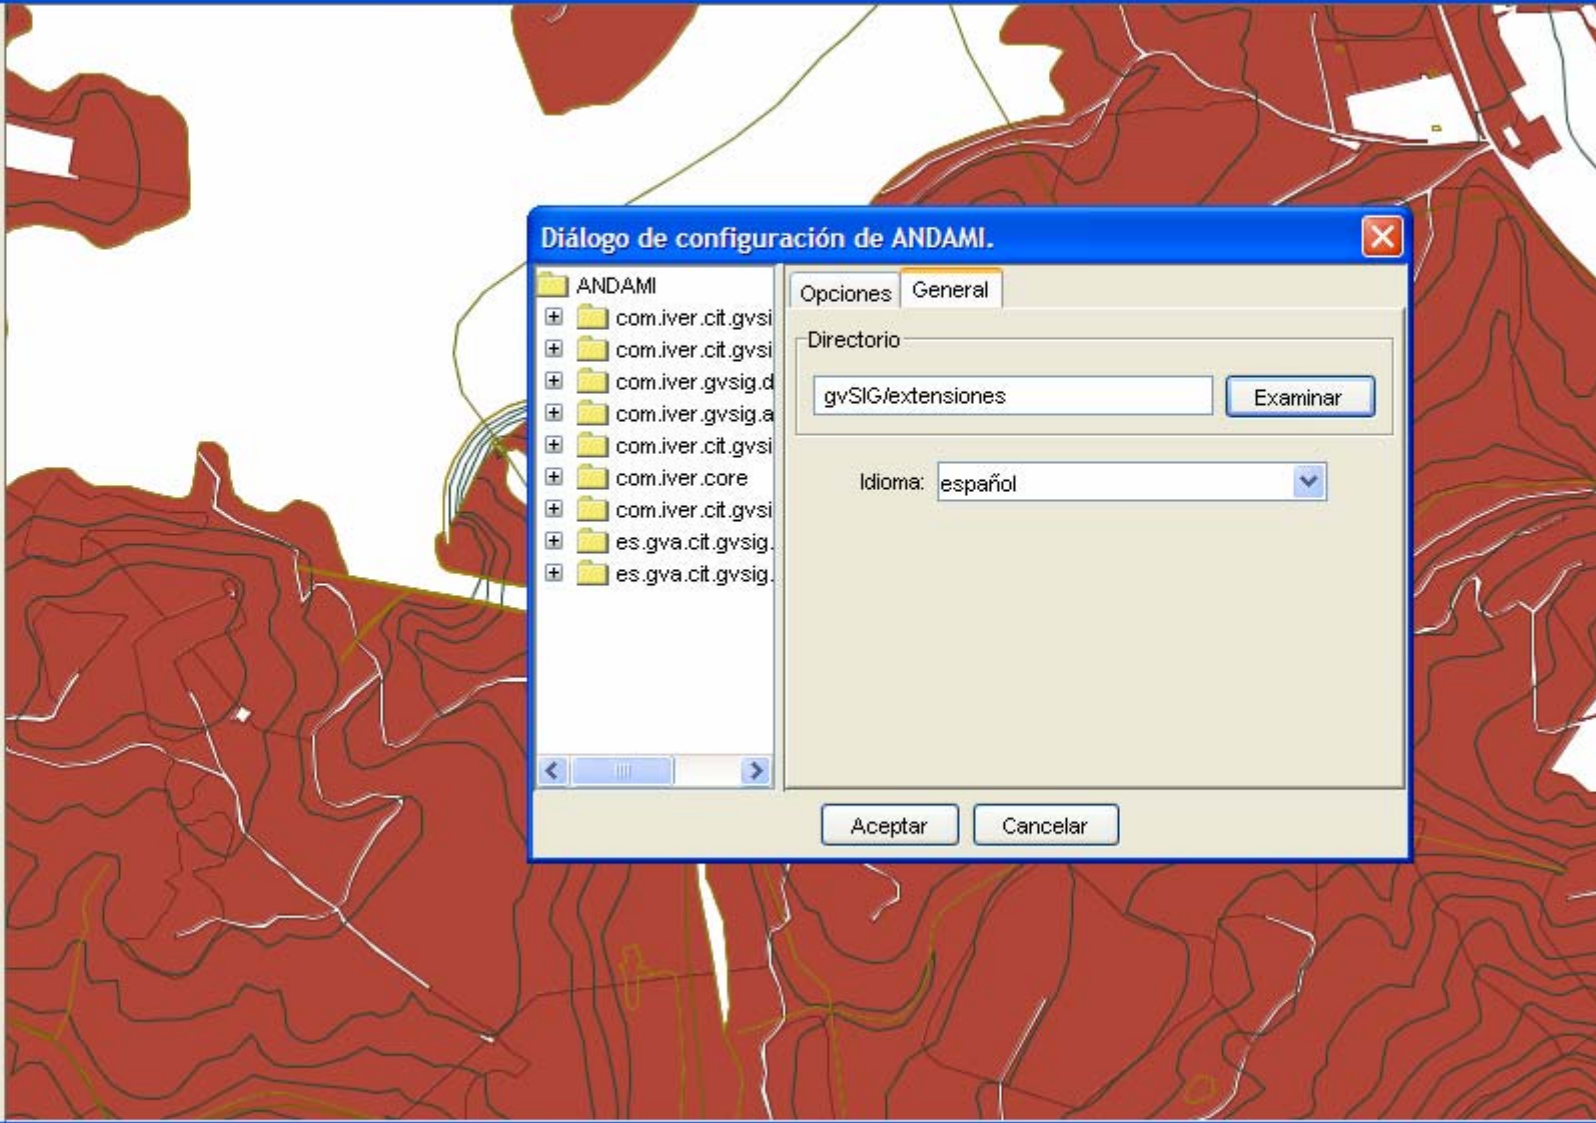 Diálogo de configuración de ANDAMI.
ANDAMI
com.iver.cit.gvsi
com.iver.cit.gvsi
com.iver.gvsig.d
com.iver.gvsig.a
com.iver.cit.gvsi
com.iver.core
com.iver.cit.gvsi
es.gva.cit.gvsig.
es.gva.cit.gvsig.
Opciones General
Directorio
gvSIG/extensiones Examinar
Idioma: español
Aceptar Cancelar